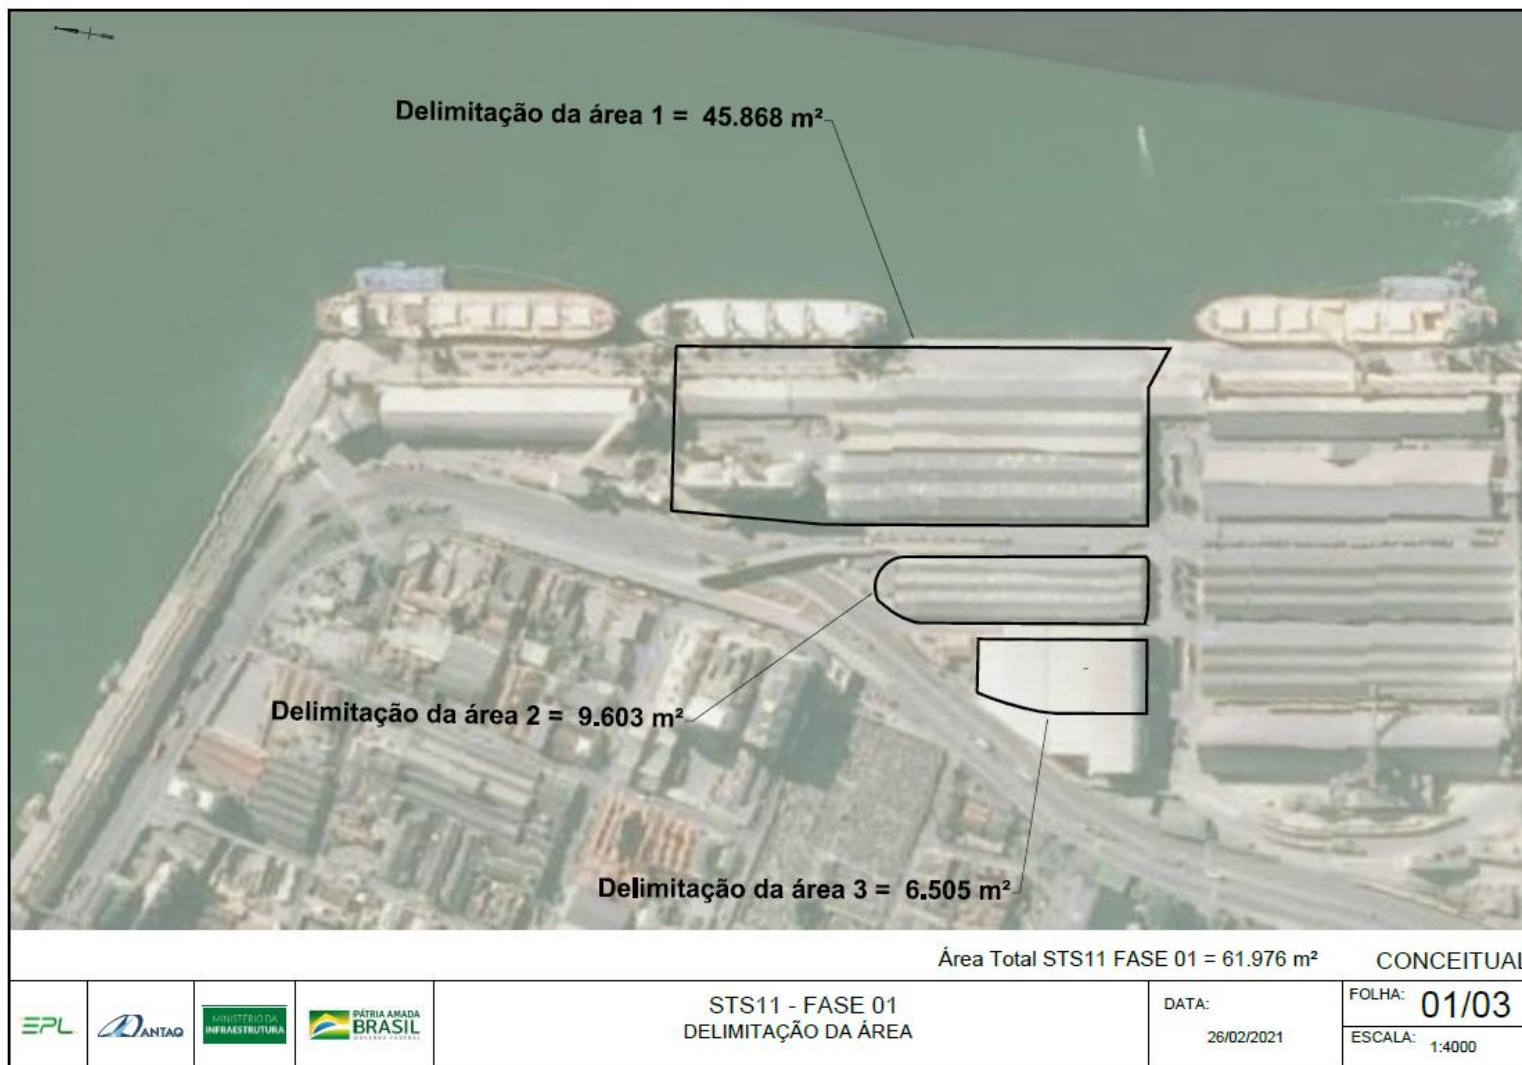 Delimitação da área 1 = 45.868 m²
Delimitação da área 2 = 9.603 m²
Delimitação da área 3 = 6.505 m²
Área Total STS11 FASE 01 = 61.976 m²
CONCEITUAL
EPL
ANTAQ
MINISTÉRIO DA
INFRAESTRUTURA
PÁTRIA AMADA
BRASIL
GOVERNO FEDERAL
STS11 - FASE 01
DELIMITAÇÃO DA ÁREA
DATA:
26/02/2021
FOLHA: 01/03
ESCALA: 1:4000